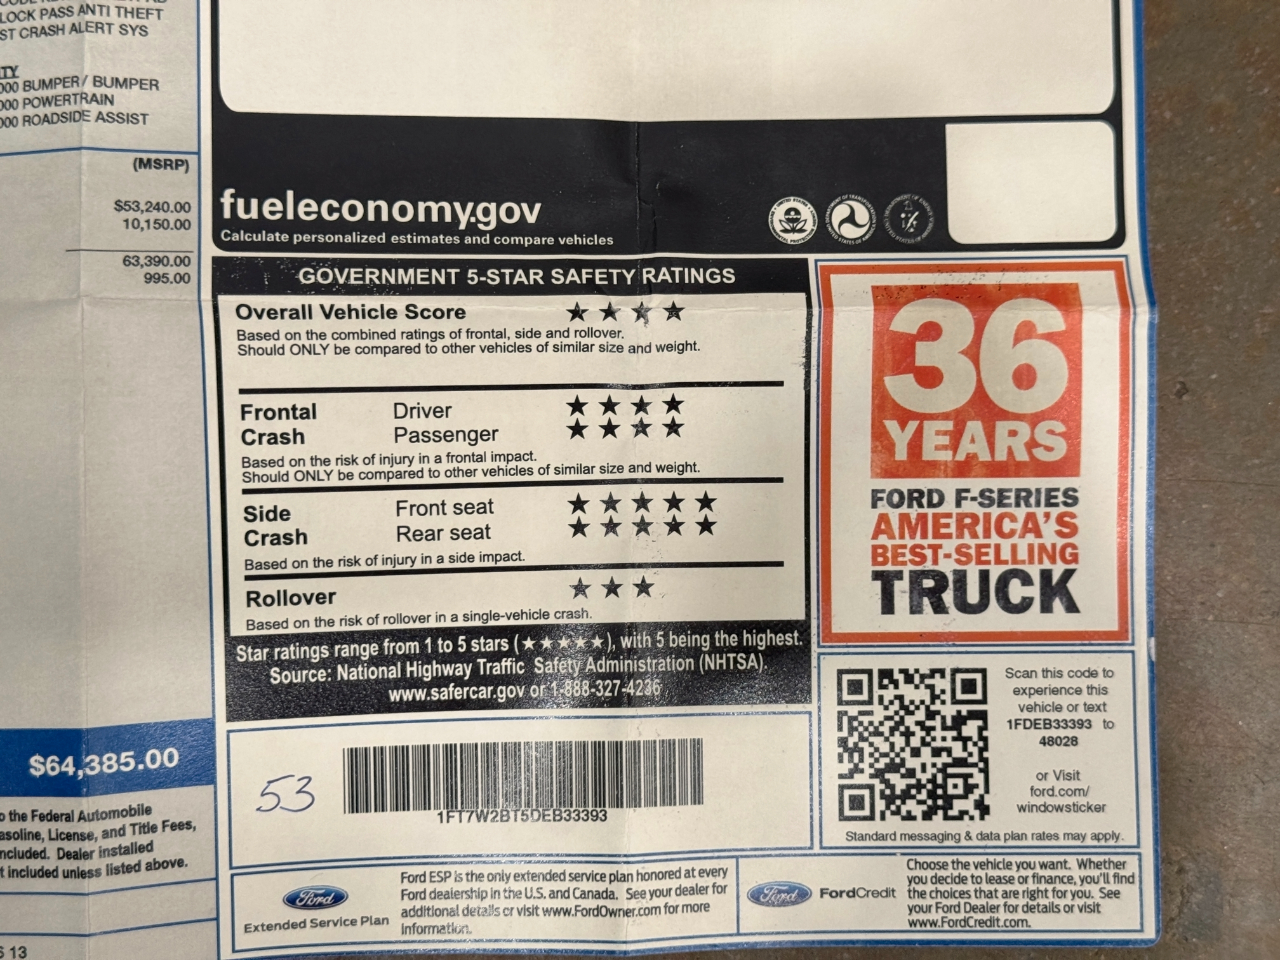 LOCK PASS ANTI THEFT
ST CRASH ALERT SYS
TY
000 BUMPER / BUMPER
000 POWERTRAIN
000 ROADSIDE ASSIST
(MSRP)
$53,240.00
10,150.00
63,390.00
995.00
$64,385.00
o the Federal Automobile
asoline, License, and Title Fees,
ncluded. Dealer installed
t included unless listed above.
13
fueleconomy.gov
Calculate personalized estimates and compare vehicles
GOVERNMENT 5-STAR SAFETY RATINGS
Overall Vehicle Score ★ ★ ★ ★
Based on the combined ratings of frontal, side and rollover.
Should ONLY be compared to other vehicles of similar size and weight.
Frontal Driver ★ ★ ★ ★
Crash Passenger ★ ★ ★ ★
Based on the risk of injury in a frontal impact.
Should ONLY be compared to other vehicles of similar size and weight.
Side Front seat ★ ★ ★ ★ ★
Crash Rear seat ★ ★ ★ ★ ★
Based on the risk of injury in a side impact.
Rollover ★ ★ ★
Based on the risk of rollover in a single-vehicle crash.
Star ratings range from 1 to 5 stars (★★★★★), with 5 being the highest.
Source: National Highway Traffic Safety Administration (NHTSA).
www.safercar.gov or 1-888-327-4236
36
YEARS
FORD F-SERIES
AMERICA'S
BEST-SELLING
TRUCK
53
1FT7W2BT5DEB33393
Scan this code to
experience this
vehicle or text
1FDEB33393 to
48028
or Visit
ford.com/
windowsticker
Standard messaging & data plan rates may apply.
Ford
Extended Service Plan
Ford ESP is the only extended service plan honored at every
Ford dealership in the U.S. and Canada. See your dealer for
additional details or visit www.FordOwner.com for more
information.
Ford
FordCredit
Choose the vehicle you want. Whether
you decide to lease or finance, you'll find
the choices that are right for you. See
your Ford Dealer for details or visit
www.FordCredit.com.